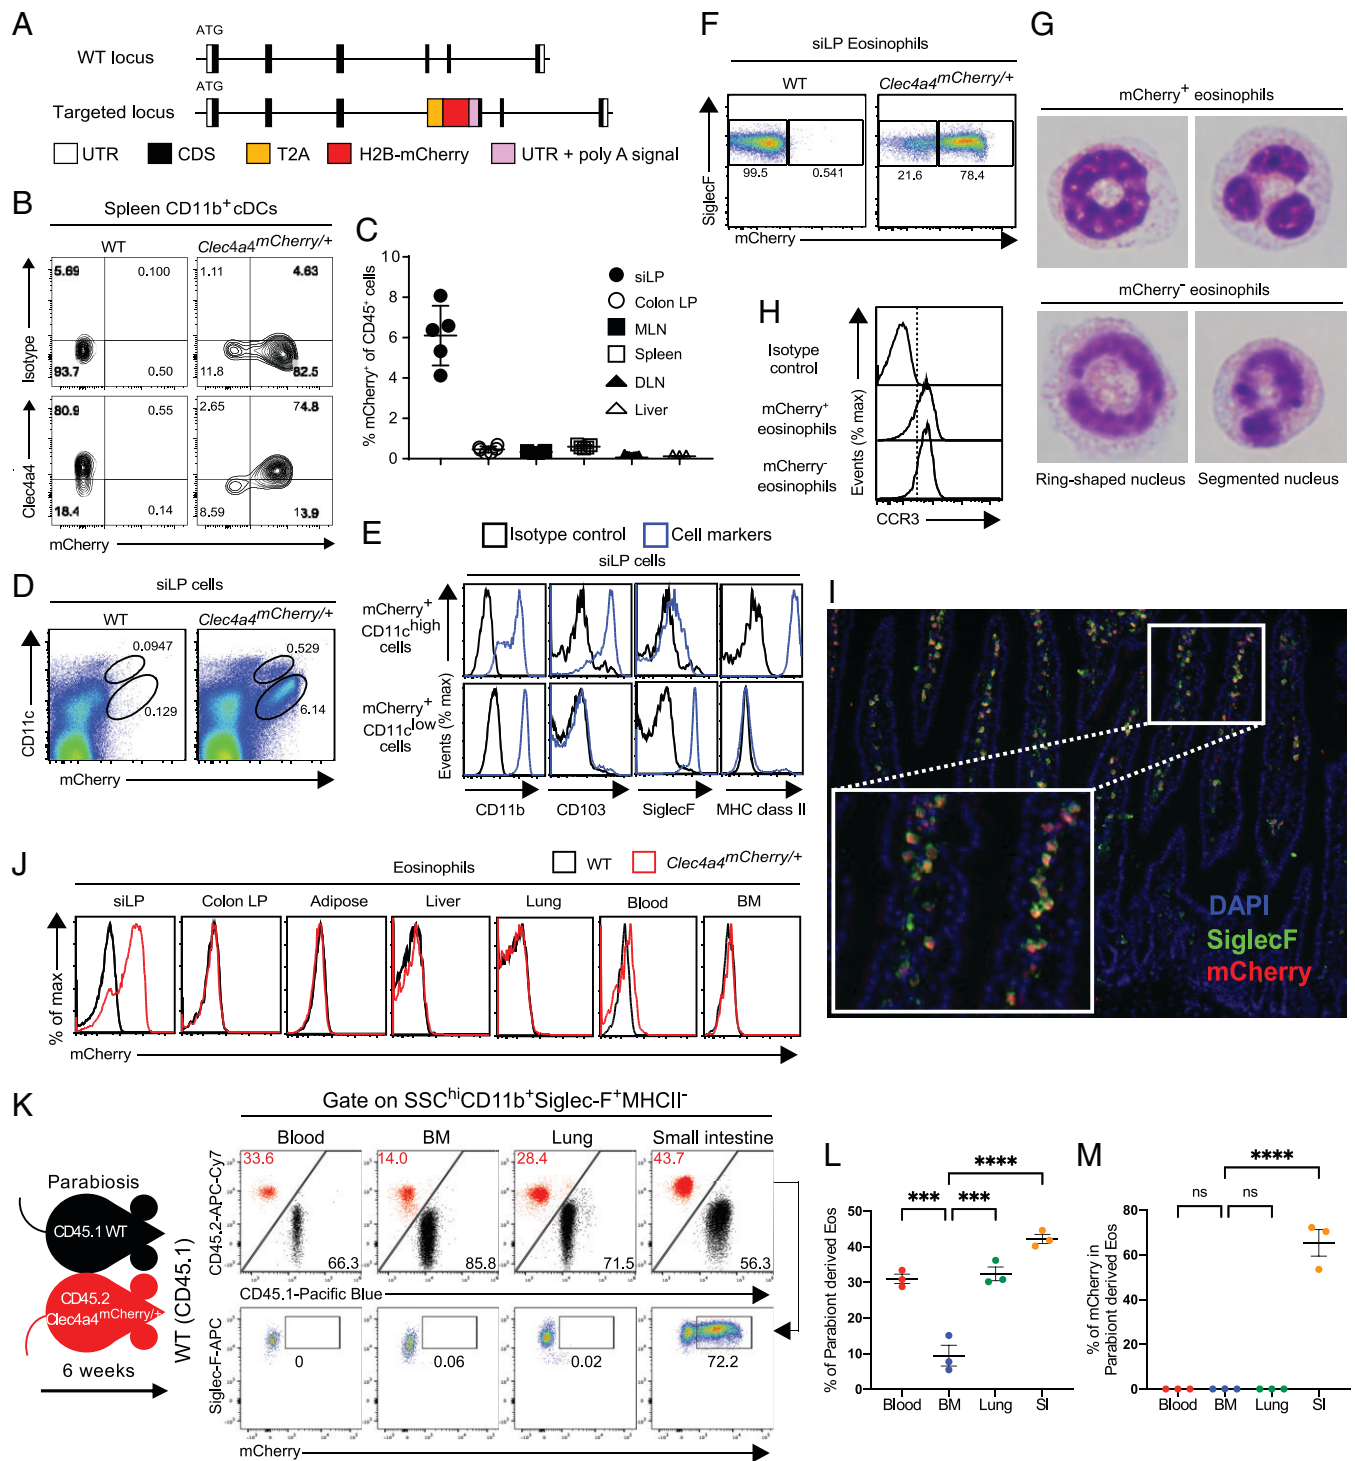 A
ATG
WT locus
ATG
Targeted locus
UTR
CDS
T2A
H2B-mCherry
UTR + poly A signal
B
Spleen CD11b+cDCs
WT
Clec4a4mCherry/+
Isotype
5.69
0.100
93.7
0.50
1.11
4.63
11.8
82.5
Clec4a4
80.9
0.55
18.4
0.14
2.65
74.8
8.59
13.9
mCherry
C
% mCherry+ of CD45+ cells
10
8
6
4
2
0
siLP
Colon LP
MLN
Spleen
DLN
Liver
D
siLP cells
WT
Clec4a4mCherry/+
CD11c
0.0947
0.129
0.529
6.14
mCherry
E
Isotype control
Cell markers
siLP cells
mCherry+
CD11chigh
cells
mCherry+
CD11clow
cells
Events (% max)
CD11b
CD103
SiglecF
MHC class II
F
siLP Eosinophils
WT
Clec4a4mCherry/+
SiglecF
99.5
0.541
21.6
78.4
mCherry
G
mCherry+ eosinophils
mCherry- eosinophils
Ring-shaped nucleus
Segmented nucleus
H
Isotype
control
mCherry+
eosinophils
mCherry-
eosinophils
Events (% max)
CCR3
I
DAPI
SiglecF
mCherry
J
Eosinophils
WT
Clec4a4mCherry/+
siLP
Colon LP
Adipose
Liver
Lung
Blood
BM
% of max
mCherry
K
Gate on SSChiCD11b+Siglec-F+MHCII-
Parabiosis
CD45.1 WT
CD45.2
Clec4a4mCherry/+
6 weeks
WT (CD45.1)
Blood
BM
Lung
Small intestine
CD45.2-APC-Cy7
33.6
66.3
14.0
85.8
28.4
71.5
43.7
56.3
CD45.1-Pacific Blue
Siglec-F-APC
0
0.06
0.02
72.2
mCherry
L
% of Parabiont derived Eos
50
40
30
20
10
0
****
***
***
Blood
BM
Lung
SI
M
% of mCherry in
Parabiont derived Eos
80
60
40
20
0
****
ns
ns
Blood
BM
Lung
SI